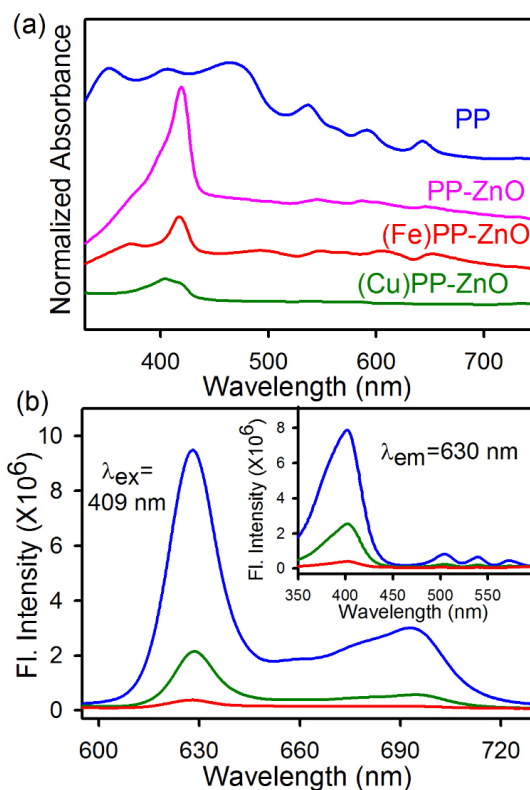 (a)
Normalized Absorbance
PP
PP-ZnO
(Fe)PP-ZnO
(Cu)PP-ZnO
400 500 600 700
Wavelength (nm)
(b)
Fl. Intensity (X10⁶)
10
8
6
4
2
0
λex=
409 nm
600 630 660 690 720
Wavelength (nm)
Fl. Intensity (X10⁶)
8
6
4
2
0
λem=630 nm
350 400 450 500 550
Wavelength (nm)